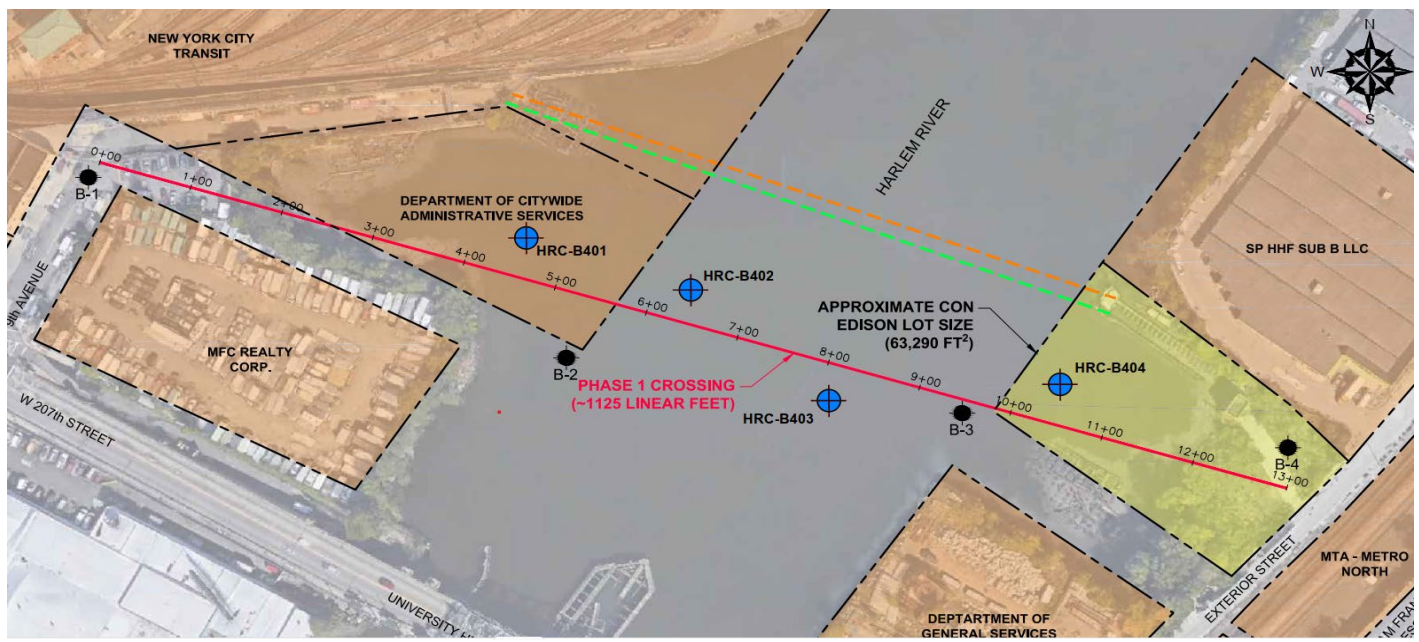 NEW YORK CITY
TRANSIT
N
W
E
S
0+00
B-1
1+00
2+00
3+00
4+00
5+00
6+00
7+00
8+00
9+00
10+00
11+00
12+00
13+00
DEPARTMENT OF CITYWIDE
ADMINISTRATIVE SERVICES
HRC-B401
HRC-B402
HARLEM RIVER
SP HHF SUB B LLC
APPROXIMATE CON
EDISON LOT SIZE
(63,290 FT²)
9th AVENUE
MFC REALTY
CORP.
B-2
PHASE 1 CROSSING
(~1125 LINEAR FEET)
HRC-B403
HRC-B404
B-3
B-4
W 207th STREET
UNIVERSITY
EXTERIOR STREET
MTA - METRO
NORTH
DEPTARTMENT OF
GENERAL SERVICES